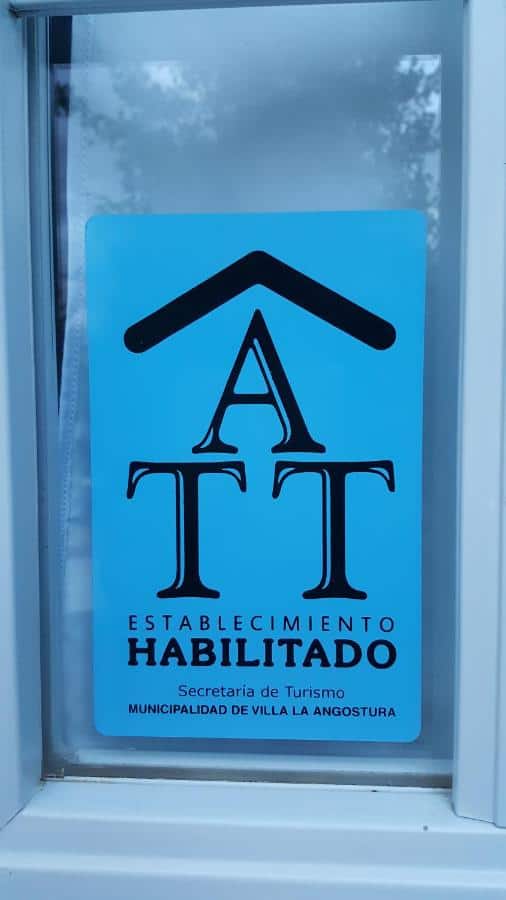 A
TT
ESTABLECIMIENTO
HABILITADO
Secretaría de Turismo
MUNICIPALIDAD DE VILLA LA ANGOSTURA